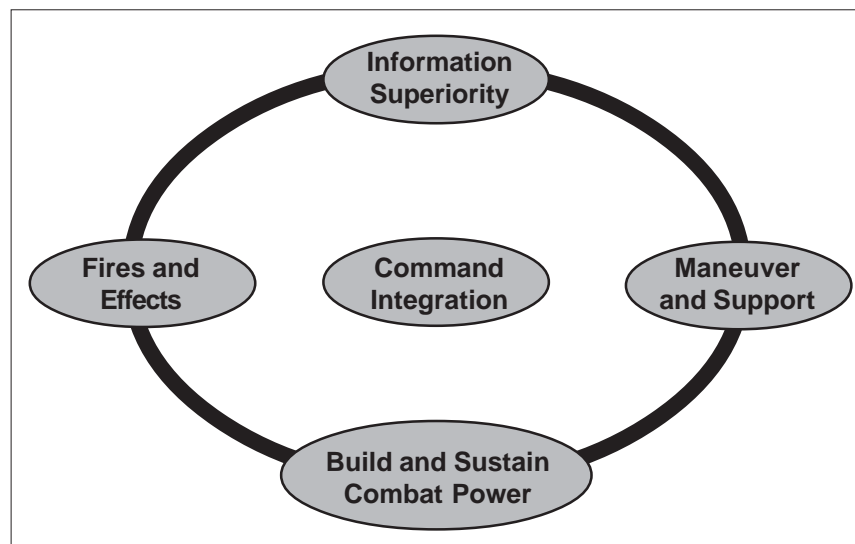 Information
Superiority
Fires and
Effects
Command
Integration
Maneuver
and Support
Build and Sustain
Combat Power